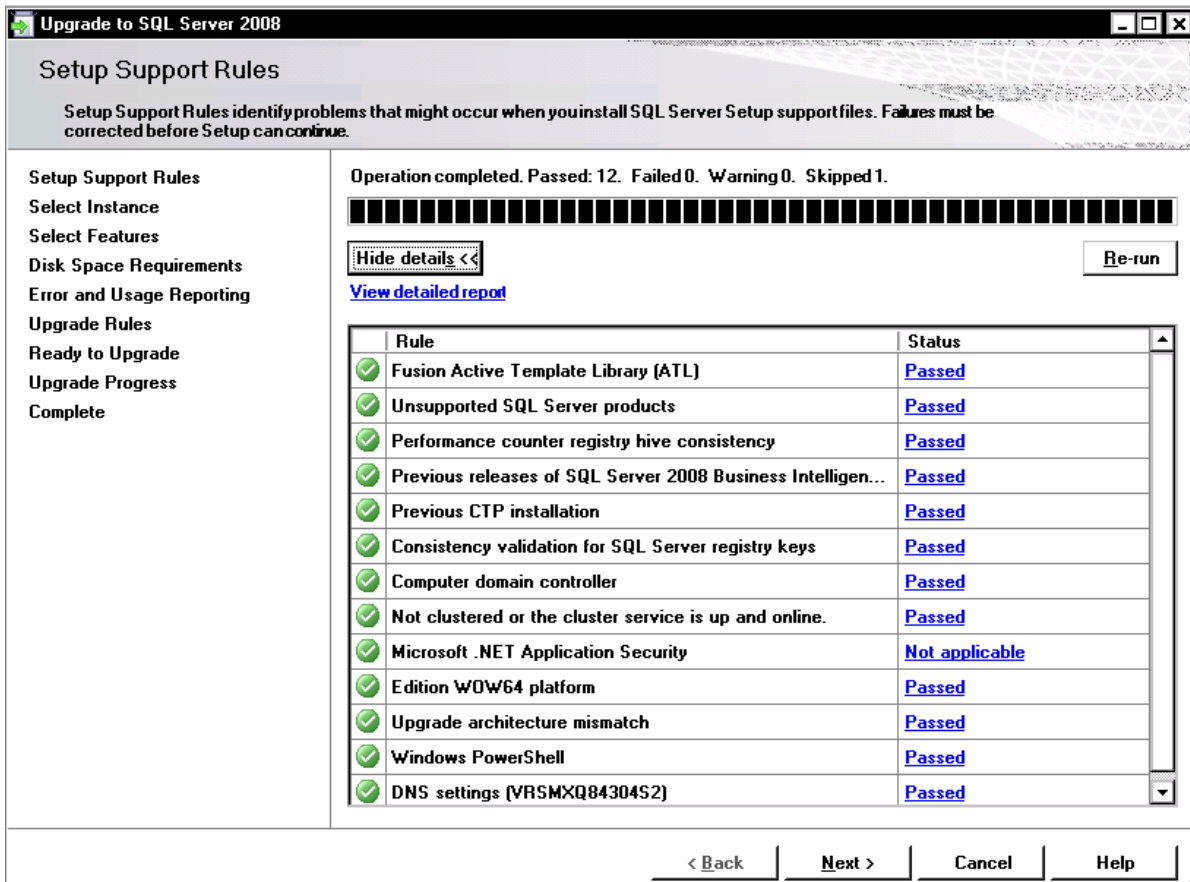 Upgrade to SQL Server 2008
Setup Support Rules
Setup Support Rules identify problems that might occur when you install SQL Server Setup support files. Failures must be
corrected before Setup can continue.
Setup Support Rules
Select Instance
Select Features
Disk Space Requirements
Error and Usage Reporting
Upgrade Rules
Ready to Upgrade
Upgrade Progress
Complete
Operation completed. Passed: 12. Failed 0. Warning 0. Skipped 1.
Hide details <<
Re-run
View detailed report
Rule Status
Fusion Active Template Library (ATL) Passed
Unsupported SQL Server products Passed
Performance counter registry hive consistency Passed
Previous releases of SQL Server 2008 Business Intelligen... Passed
Previous CTP installation Passed
Consistency validation for SQL Server registry keys Passed
Computer domain controller Passed
Not clustered or the cluster service is up and online. Passed
Microsoft .NET Application Security Not applicable
Edition WOW64 platform Passed
Upgrade architecture mismatch Passed
Windows PowerShell Passed
DNS settings (VRSMXQ84304S2) Passed
< Back Next > Cancel Help